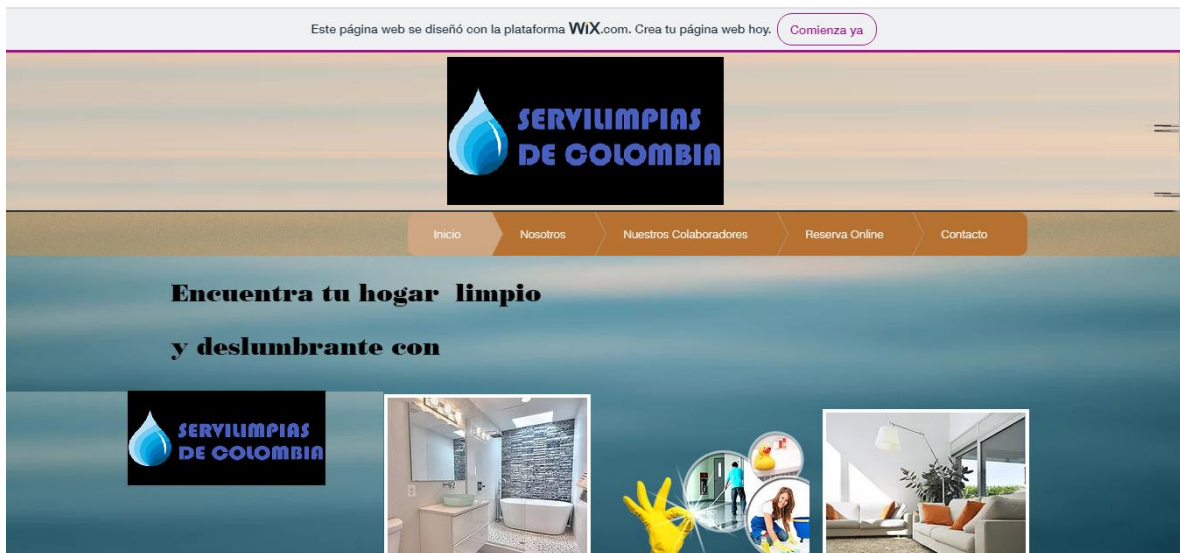 Este página web se diseñó con la plataforma WiX.com. Crea tu página web hoy. Comienza ya
SERVILIMPIAS
DE COLOMBIA
Inicio Nosotros Nuestros Colaboradores Reserva Online Contacto
Encuentra tu hogar limpio
y deslumbrante con
SERVILIMPIAS
DE COLOMBIA